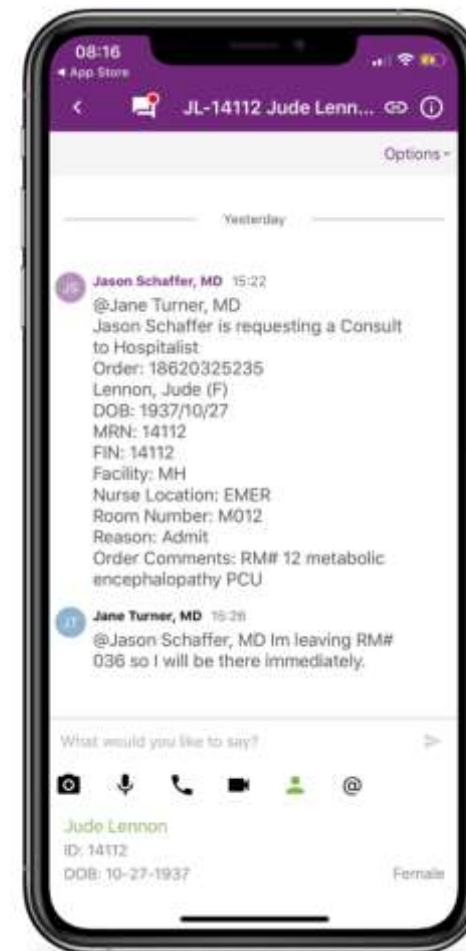 08:16
App Store
JL-14112 Jude Lenn...
Options
Yesterday
JS
Jason Schaffer, MD 15:22
@Jane Turner, MD
Jason Schaffer is requesting a Consult
to Hospitalist
Order: 18620325235
Lennon, Jude (F)
DOB: 1937/10/27
MRN: 14112
FIN: 14112
Facility: MH
Nurse Location: EMER
Room Number: M012
Reason: Admit
Order Comments: RM# 12 metabolic
encephalopathy PCU
JT
Jane Turner, MD 15:26
@Jason Schaffer, MD Im leaving RM#
036 so I will be there immediately.
What would you like to say?
@
Jude Lennon
ID: 14112
DOB: 10-27-1937 Female